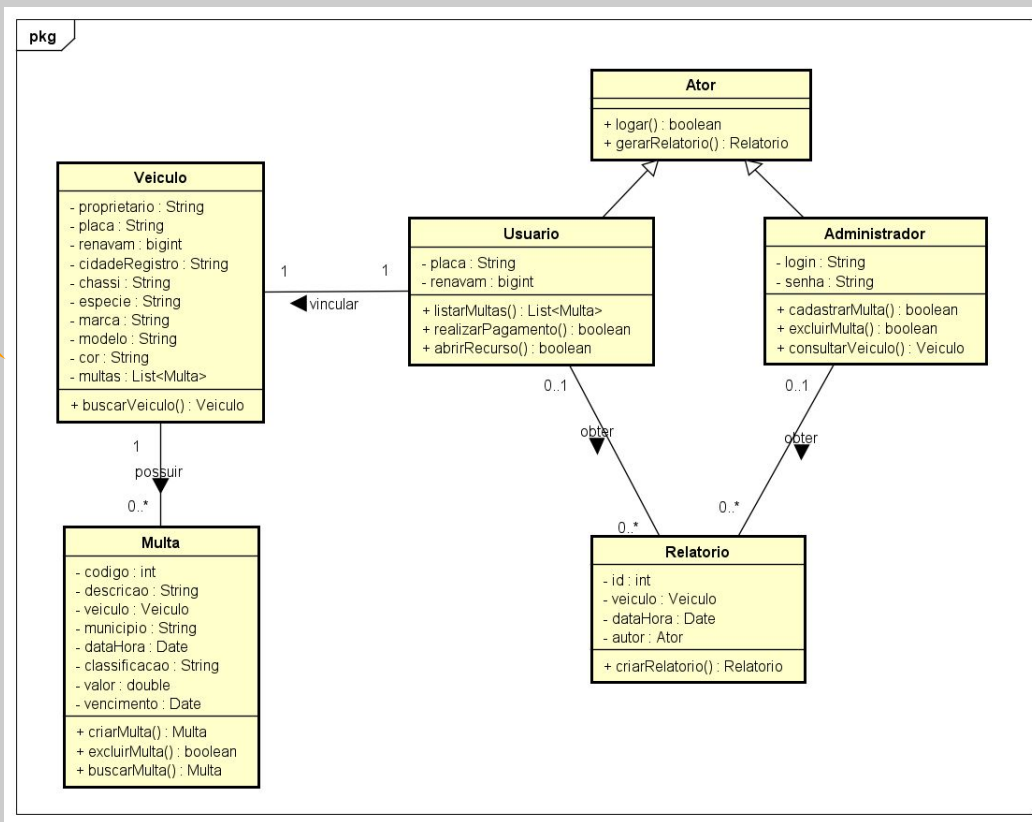 pkg
Ator
+ logar() : boolean
+ gerarRelatorio() : Relatorio
Veiculo
- proprietario : String
- placa : String
- renavam : bigint
- cidadeRegistro : String
- chassi : String
- especie : String
- marca : String
- modelo : String
- cor : String
- multas : List<Multa>
+ buscarVeiculo() : Veiculo
1
1
vincular
Usuario
- placa : String
- renavam : bigint
+ listarMultas() : List<Multa>
+ realizarPagamento() : boolean
+ abrirRecurso() : boolean
Administrador
- login : String
- senha : String
+ cadastrarMulta() : boolean
+ excluirMulta() : boolean
+ consultarVeiculo() : Veiculo
1
possuir
0..*
0..1
obter
0..*
0..1
obter
0..*
Multa
- codigo : int
- descricao : String
- veiculo : Veiculo
- municipio : String
- dataHora : Date
- classificacao : String
- valor : double
- vencimento : Date
+ criarMulta() : Multa
+ excluirMulta() : boolean
+ buscarMulta() : Multa
Relatorio
- id : int
- veiculo : Veiculo
- dataHora : Date
- autor : Ator
+ criarRelatorio() : Relatorio